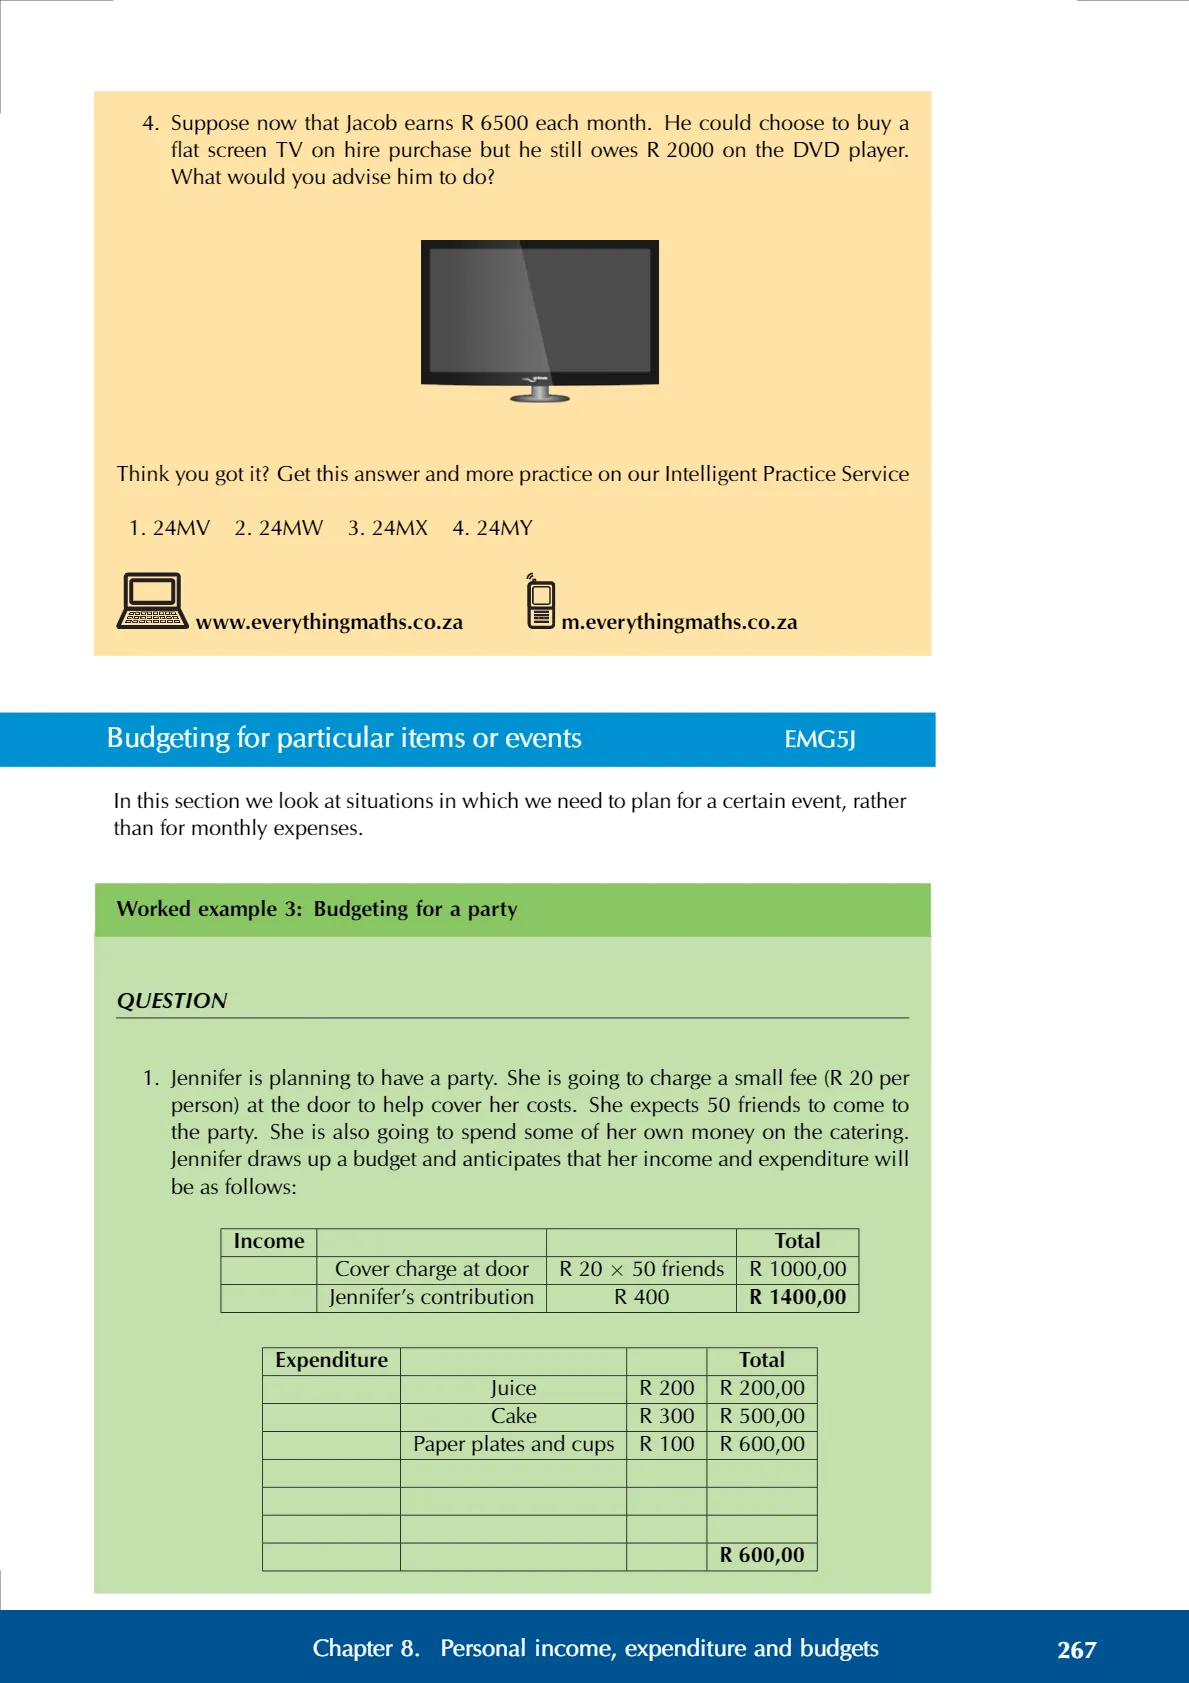 4. Suppose now that Jacob earns R 6500 each month. He could choose to buy a
flat screen TV on hire purchase but he still owes R 2000 on the DVD player.
What would you advise him to do?
Think you got it? Get this answer and more practice on our Intelligent Practice Service
1. 24MV 2. 24MW 3. 24MX 4. 24MY
www.everythingmaths.co.za m.everythingmaths.co.za
Budgeting for particular items or events EMG5J
In this section we look at situations in which we need to plan for a certain event, rather
than for monthly expenses.
Worked example 3: Budgeting for a party
QUESTION
1. Jennifer is planning to have a party. She is going to charge a small fee (R 20 per
person) at the door to help cover her costs. She expects 50 friends to come to
the party. She is also going to spend some of her own money on the catering.
Jennifer draws up a budget and anticipates that her income and expenditure will
be as follows:
Income Total
Cover charge at door R 20 × 50 friends R 1000,00
Jennifer's contribution R 400 R 1400,00
Expenditure Total
Juice R 200 R 200,00
Cake R 300 R 500,00
Paper plates and cups R 100 R 600,00
R 600,00
Chapter 8. Personal income, expenditure and budgets 267